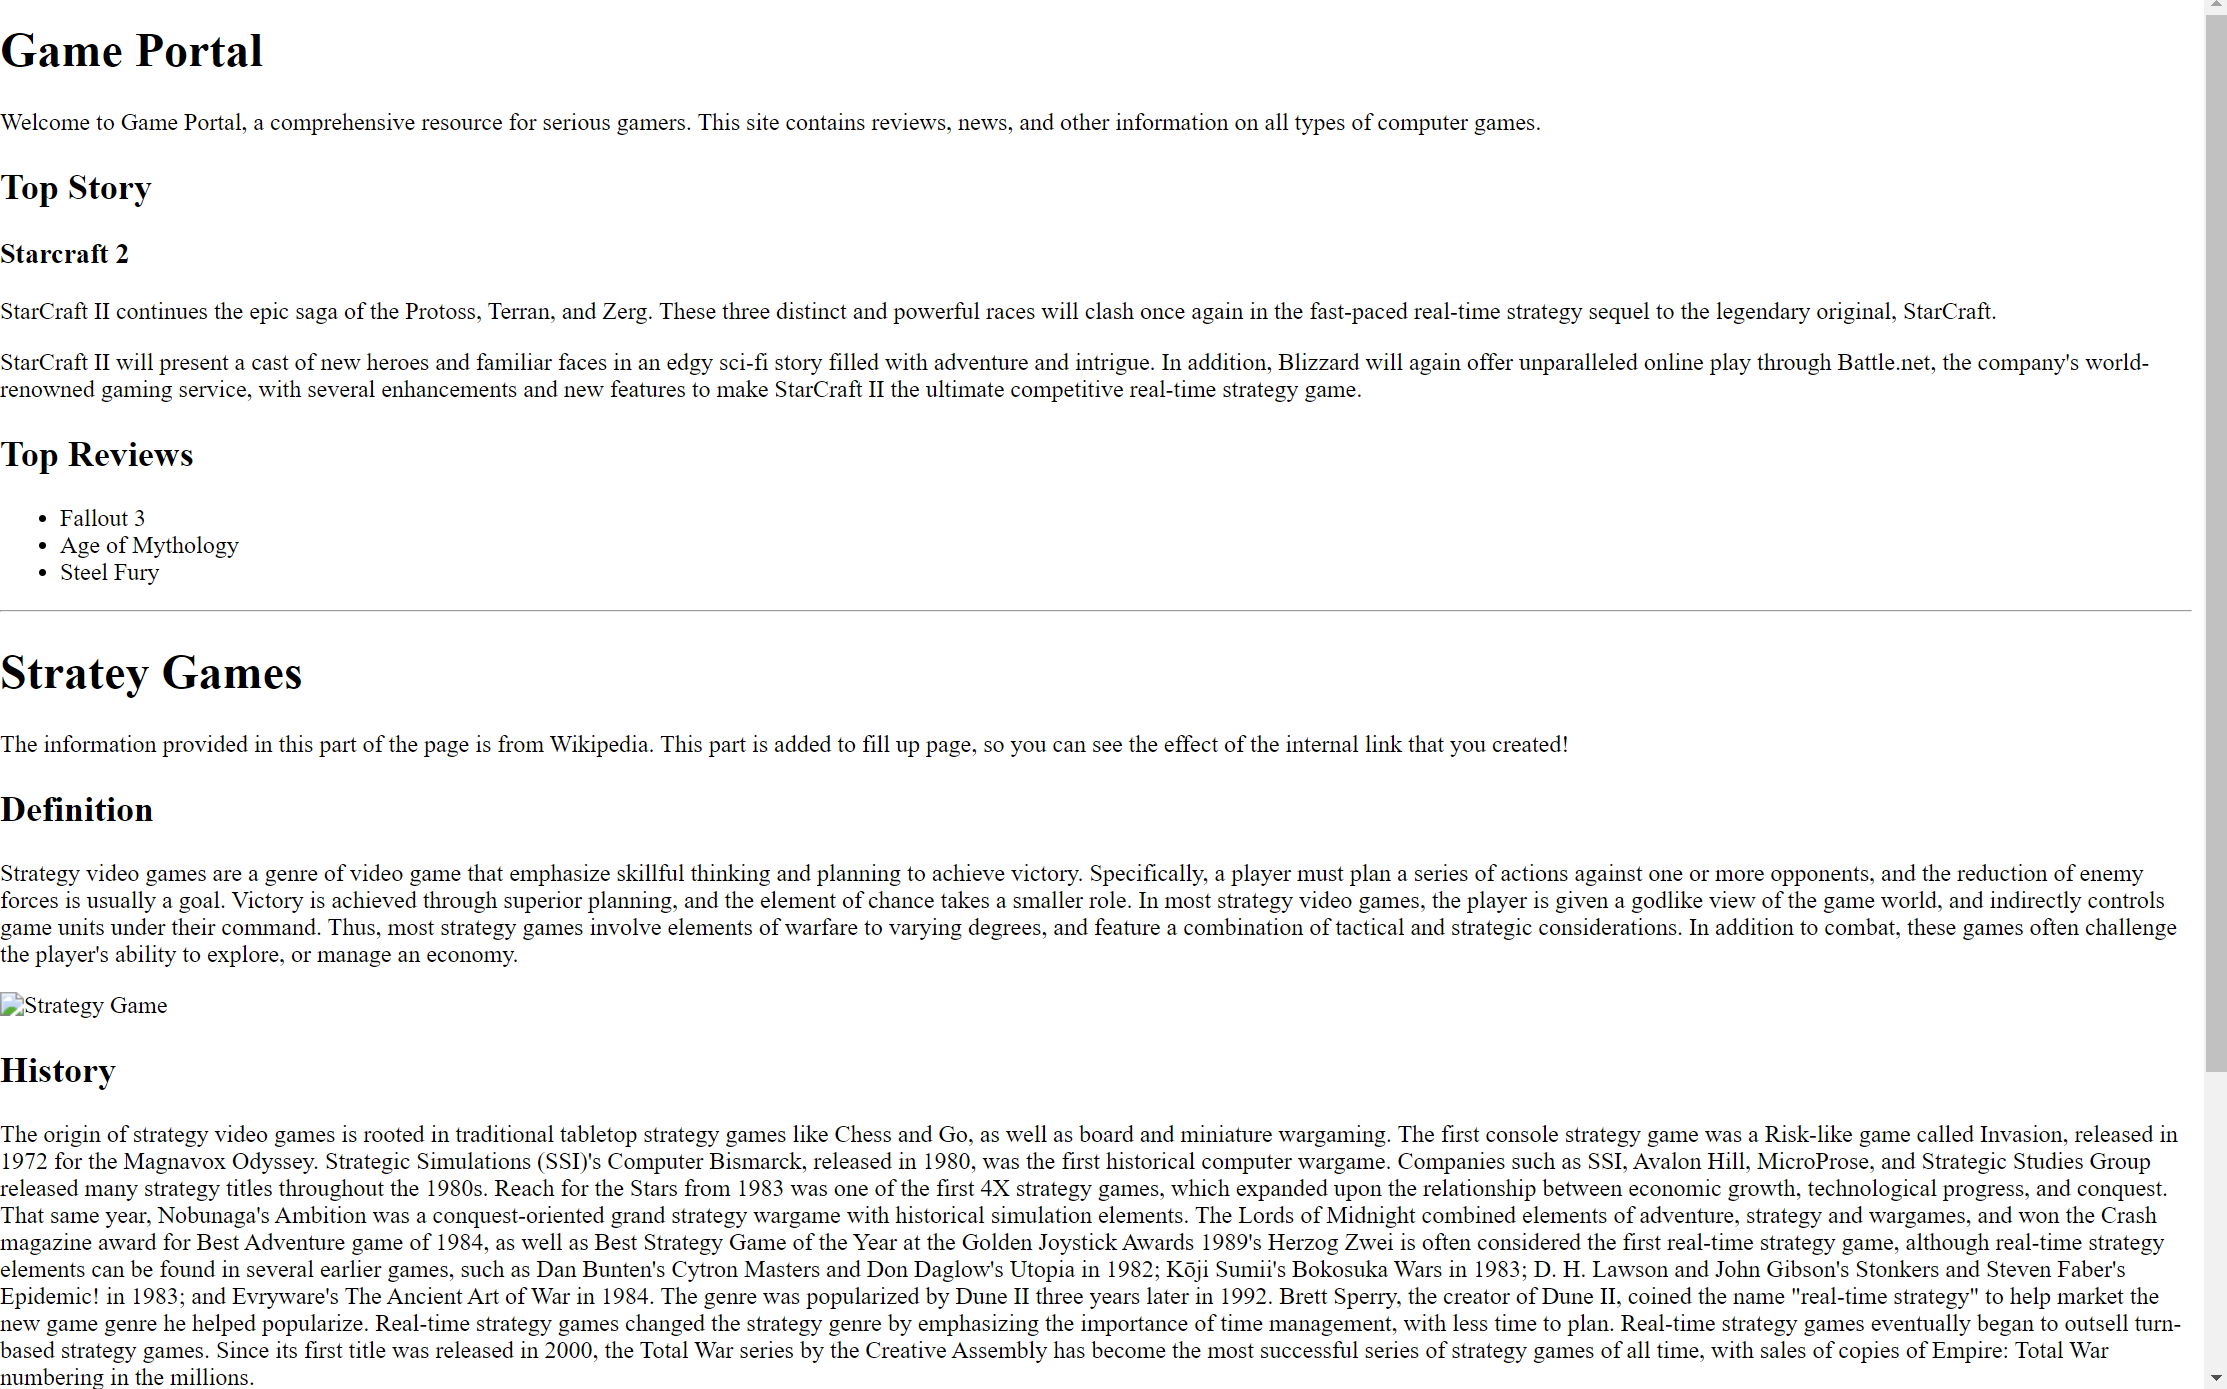 Game Portal
Welcome to Game Portal, a comprehensive resource for serious gamers. This site contains reviews, news, and other information on all types of computer games.
Top Story
Starcraft 2
StarCraft II continues the epic saga of the Protoss, Terran, and Zerg. These three distinct and powerful races will clash once again in the fast-paced real-time strategy sequel to the legendary original, StarCraft.
StarCraft II will present a cast of new heroes and familiar faces in an edgy sci-fi story filled with adventure and intrigue. In addition, Blizzard will again offer unparalleled online play through Battle.net, the company's world-
renowned gaming service, with several enhancements and new features to make StarCraft II the ultimate competitive real-time strategy game.
Top Reviews
• Fallout 3
• Age of Mythology
• Steel Fury
Stratey Games
The information provided in this part of the page is from Wikipedia. This part is added to fill up page, so you can see the effect of the internal link that you created!
Definition
Strategy video games are a genre of video game that emphasize skillful thinking and planning to achieve victory. Specifically, a player must plan a series of actions against one or more opponents, and the reduction of enemy
forces is usually a goal. Victory is achieved through superior planning, and the element of chance takes a smaller role. In most strategy video games, the player is given a godlike view of the game world, and indirectly controls
game units under their command. Thus, most strategy games involve elements of warfare to varying degrees, and feature a combination of tactical and strategic considerations. In addition to combat, these games often challenge
the player's ability to explore, or manage an economy.
Strategy Game
History
The origin of strategy video games is rooted in traditional tabletop strategy games like Chess and Go, as well as board and miniature wargaming. The first console strategy game was a Risk-like game called Invasion, released in
1972 for the Magnavox Odyssey. Strategic Simulations (SSI)'s Computer Bismarck, released in 1980, was the first historical computer wargame. Companies such as SSI, Avalon Hill, MicroProse, and Strategic Studies Group
released many strategy titles throughout the 1980s. Reach for the Stars from 1983 was one of the first 4X strategy games, which expanded upon the relationship between economic growth, technological progress, and conquest.
That same year, Nobunaga's Ambition was a conquest-oriented grand strategy wargame with historical simulation elements. The Lords of Midnight combined elements of adventure, strategy and wargames, and won the Crash
magazine award for Best Adventure game of 1984, as well as Best Strategy Game of the Year at the Golden Joystick Awards 1989's Herzog Zwei is often considered the first real-time strategy game, although real-time strategy
elements can be found in several earlier games, such as Dan Bunten's Cytron Masters and Don Daglow's Utopia in 1982; Kōji Sumii's Bokosuka Wars in 1983; D. H. Lawson and John Gibson's Stonkers and Steven Faber's
Epidemic! in 1983; and Evryware's The Ancient Art of War in 1984. The genre was popularized by Dune II three years later in 1992. Brett Sperry, the creator of Dune II, coined the name "real-time strategy" to help market the
new game genre he helped popularize. Real-time strategy games changed the strategy genre by emphasizing the importance of time management, with less time to plan. Real-time strategy games eventually began to outsell turn-
based strategy games. Since its first title was released in 2000, the Total War series by the Creative Assembly has become the most successful series of strategy games of all time, with sales of copies of Empire: Total War
numbering in the millions.